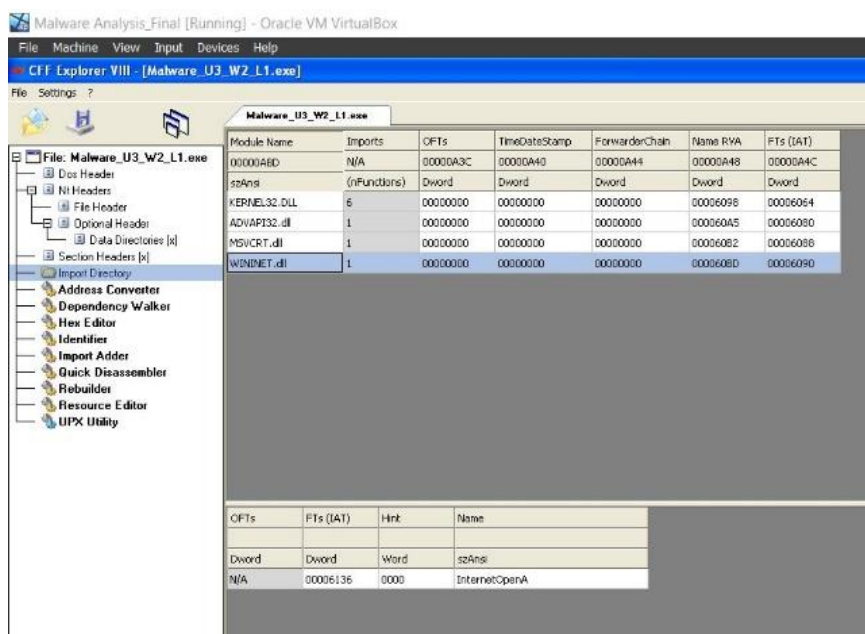 Malware Analysis_Final [Running] - Oracle VM VirtualBox
File Machine View Input Devices Help
CFF Explorer VIII - [Malware_U3_W2_L1.exe]
File Settings ?
Malware_U3_W2_L1.exe
File: Malware_U3_W2_L1.exe
Dos Header
Nt Headers
File Header
Optional Header
Data Directories [x]
Section Headers [x]
Import Directory
Address Converter
Dependency Walker
Hex Editor
Identifier
Import Adder
Quick Disassembler
Rebuilder
Resource Editor
UPX Utility
Module Name Imports OFTs TimeDateStamp ForwarderChain Name RVA FTs (IAT)
00000ABD N/A 00000A3C 00000A40 00000A44 00000A48 00000A4C
szAnsi (nFunctions) Dword Dword Dword Dword Dword
KERNEL32.DLL 6 00000000 00000000 00000000 00006098 00006064
ADVAPI32.dll 1 00000000 00000000 00000000 000060A5 00006080
MSVCRT.dll 1 00000000 00000000 00000000 000060B2 00006088
WININET.dll 1 00000000 00000000 00000000 000060BD 00006090
OFTs FTs (IAT) Hint Name
Dword Dword Word szAnsi
N/A 00006136 0000 InternetOpenA